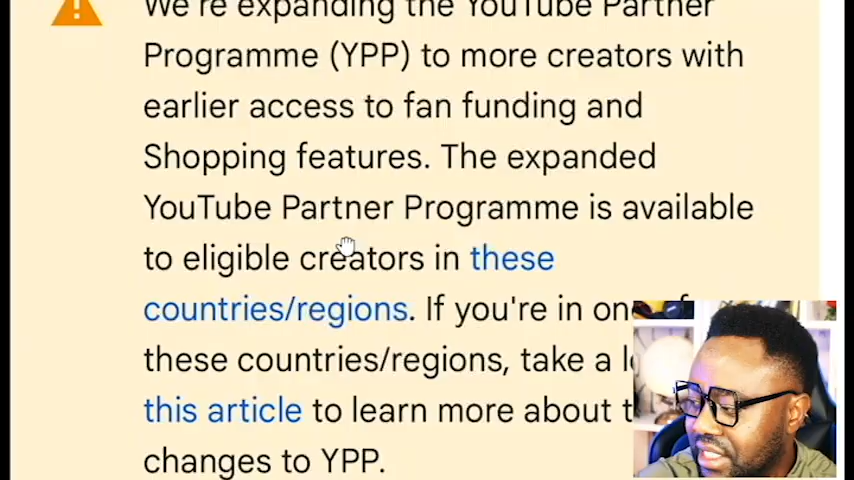 We're expanding the YouTube Partner
Programme (YPP) to more creators with
earlier access to fan funding and
Shopping features. The expanded
YouTube Partner Programme is available
to eligible creators in these
countries/regions. If you're in
these countries/regions, take a
this article to learn more about
changes to YPP.